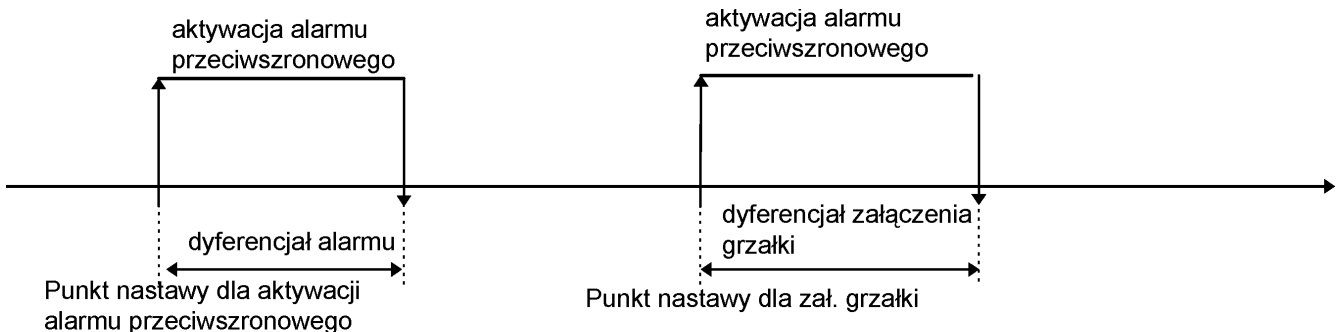 aktywacja alarmu
przeciwszronowego
dyferencjał alarmu
Punkt nastawy dla aktywacji
alarmu przeciwszronowego
aktywacja alarmu
przeciwszronowego
dyferencjał załączenia
grzałki
Punkt nastawy dla zał. grzałki